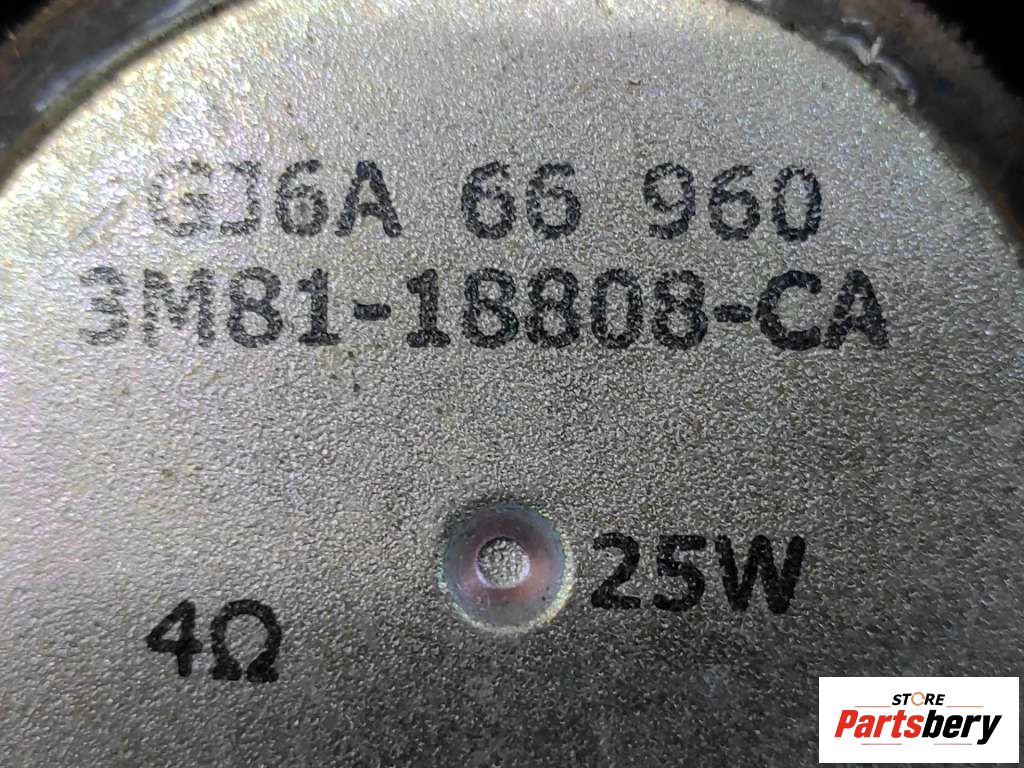 GJ6A 66 960
3M81-18808-CA
25W
4Ω
STORE
Partsbery